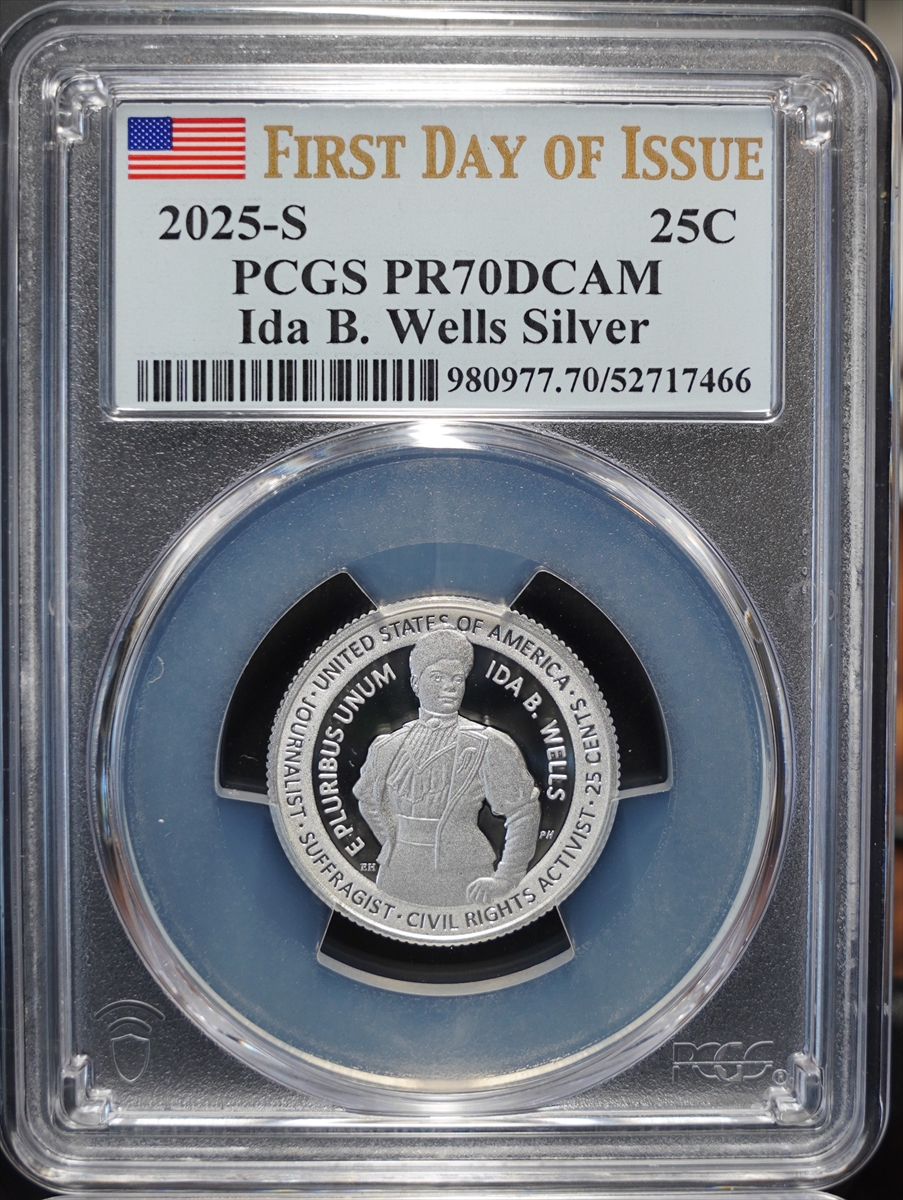 FIRST DAY OF ISSUE
2025-S 25C
PCGS PR70DCAM
Ida B. Wells Silver
980977.70/52717466
UNITED STATES OF AMERICA · 25 CENTS ·
JOURNALIST · SUFFRAGIST · CIVIL RIGHTS ACTIVIST ·
E PLURIBUS UNUM
IDA B. WELLS
EH
PH
PCGS®